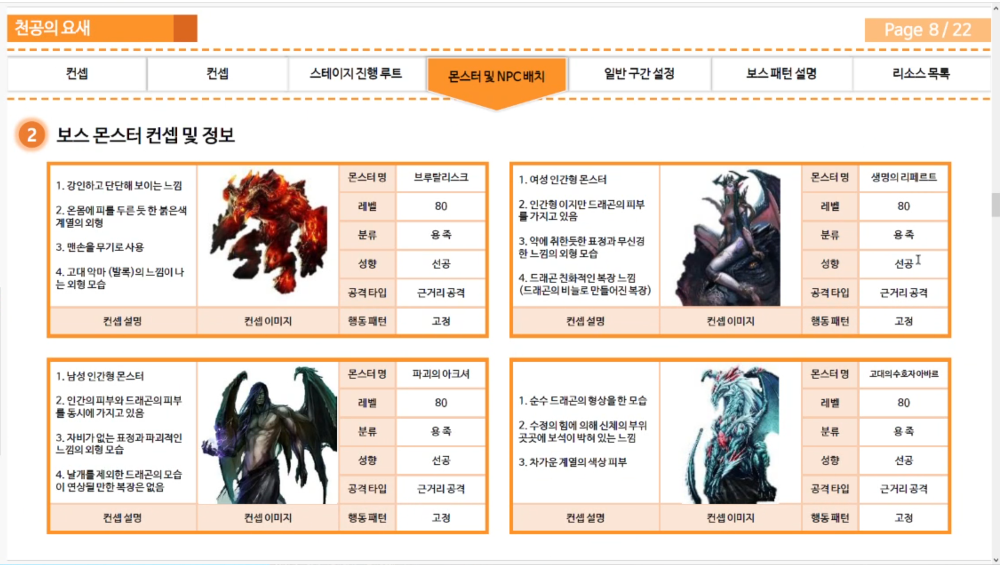 천공의 요새
Page 8 / 22
컨셉
컨셉
스테이지 진행 루트
몬스터 및 NPC 배치
일반 구간 설정
보스 패턴 설명
리소스 목록
2
보스 몬스터 컨셉 및 정보
1. 강인하고 단단해 보이는 느낌
2. 온몸에 피를 두른 듯 한 붉은색
계열의 외형
3. 맨손을 무기로 사용
4. 고대 악마 (발록)의 느낌이 나
는 외형 모습
컨셉 설명
컨셉 이미지
몬스터 명
브루탈리스크
레벨
80
분류
용족
성향
선공
공격 타입
근거리 공격
행동 패턴
고정
1. 여성 인간형 몬스터
2. 인간형 이지만 드래곤의 피부
를 가지고 있음
3. 약에 취한듯한 표정과 무신경
한 느낌의 외형 모습
4. 드래곤 친화적인 복장 느낌
(드래곤의 비늘로 만들어진 복장)
컨셉 설명
컨셉 이미지
몬스터 명
생명의 리페르트
레벨
80
분류
용족
성향
선공
공격 타입
근거리 공격
행동 패턴
고정
1. 남성 인간형 몬스터
2. 인간의 피부와 드래곤의 피부
를 동시에 가지고 있음
3. 자비가 없는 표정과 파괴적인
느낌의 외형 모습
4. 날개를 제외한 드래곤의 모습
이 연상될 만한 복장은 없음
컨셉 설명
컨셉 이미지
몬스터 명
파괴의 아크셔
레벨
80
분류
용족
성향
선공
공격 타입
근거리 공격
행동 패턴
고정
1. 순수 드래곤의 형상을 한 모습
2. 수정의 힘에 의해 신체의 부위
곳곳에 보석이 박혀 있는 느낌
3. 차가운 계열의 색상 피부
컨셉 설명
컨셉 이미지
몬스터 명
고대의 수호자 아바르
레벨
80
분류
용족
성향
선공
공격 타입
근거리 공격
행동 패턴
고정